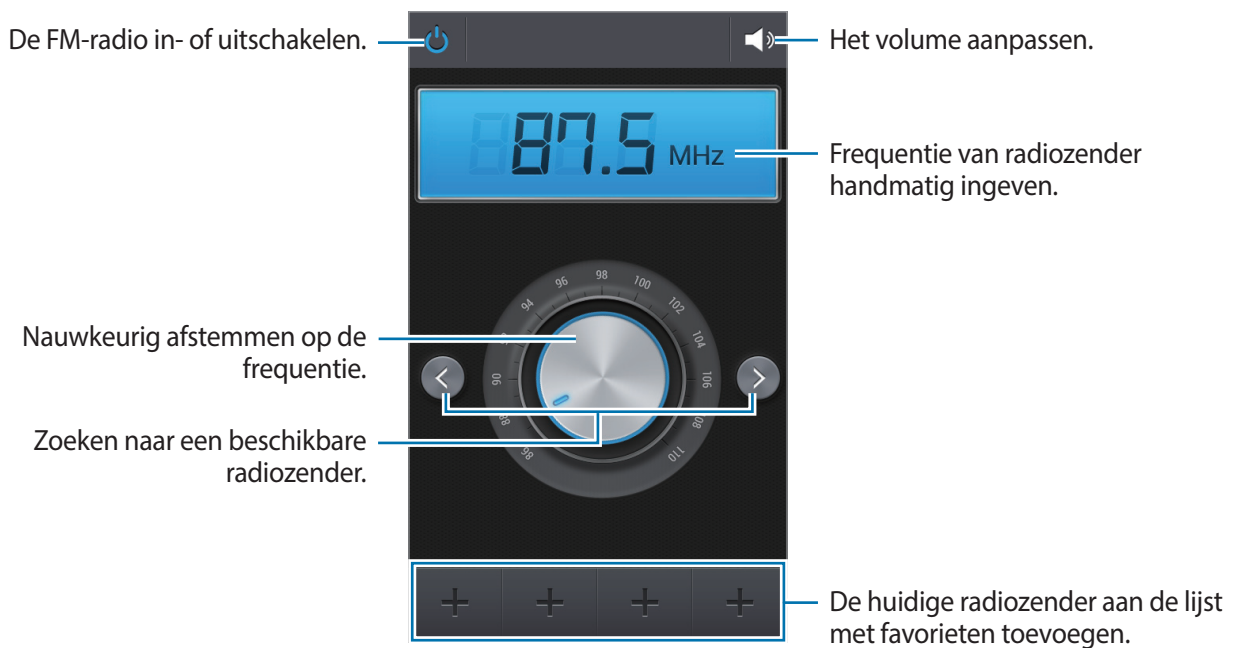 De FM-radio in- of uitschakelen.
Het volume aanpassen.
87.5 MHz
Frequentie van radiozender
handmatig ingeven.
96
98
100
94
102
104
Nauwkeurig afstemmen op de
frequentie.
90
106
88
108
Zoeken naar een beschikbare
radiozender.
86
110
De huidige radiozender aan de lijst
met favorieten toevoegen.